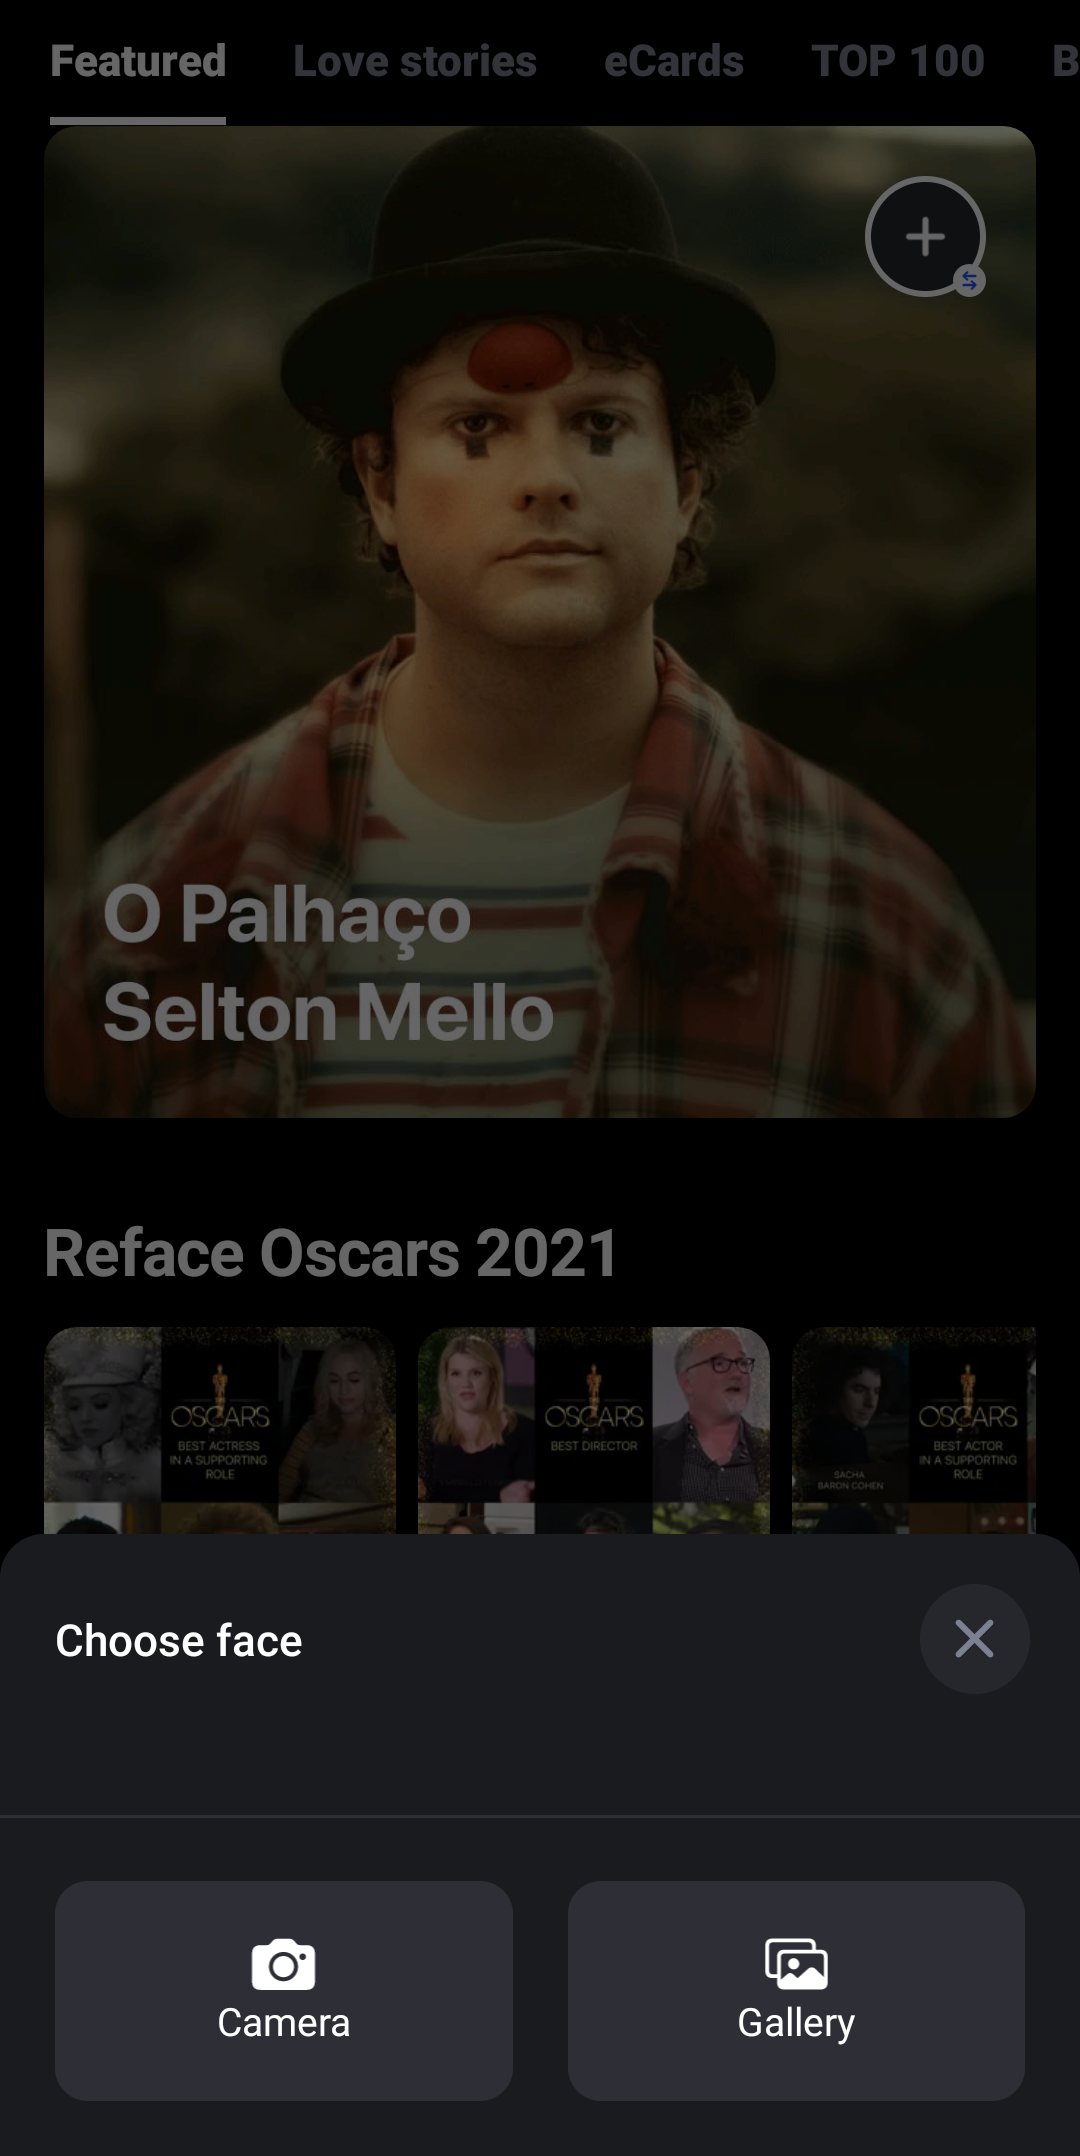 Featured Love stories eCards TOP 100 B
O Palhaço
Selton Mello
Reface Oscars 2021
OSCARS
BEST ACTRESS
IN A SUPPORTING
ROLE
OSCARS
BEST DIRECTOR
SACHA
BARON COHEN
OSCARS
BEST ACTOR
IN A SUPPORTING
ROLE
Choose face
Camera
Gallery